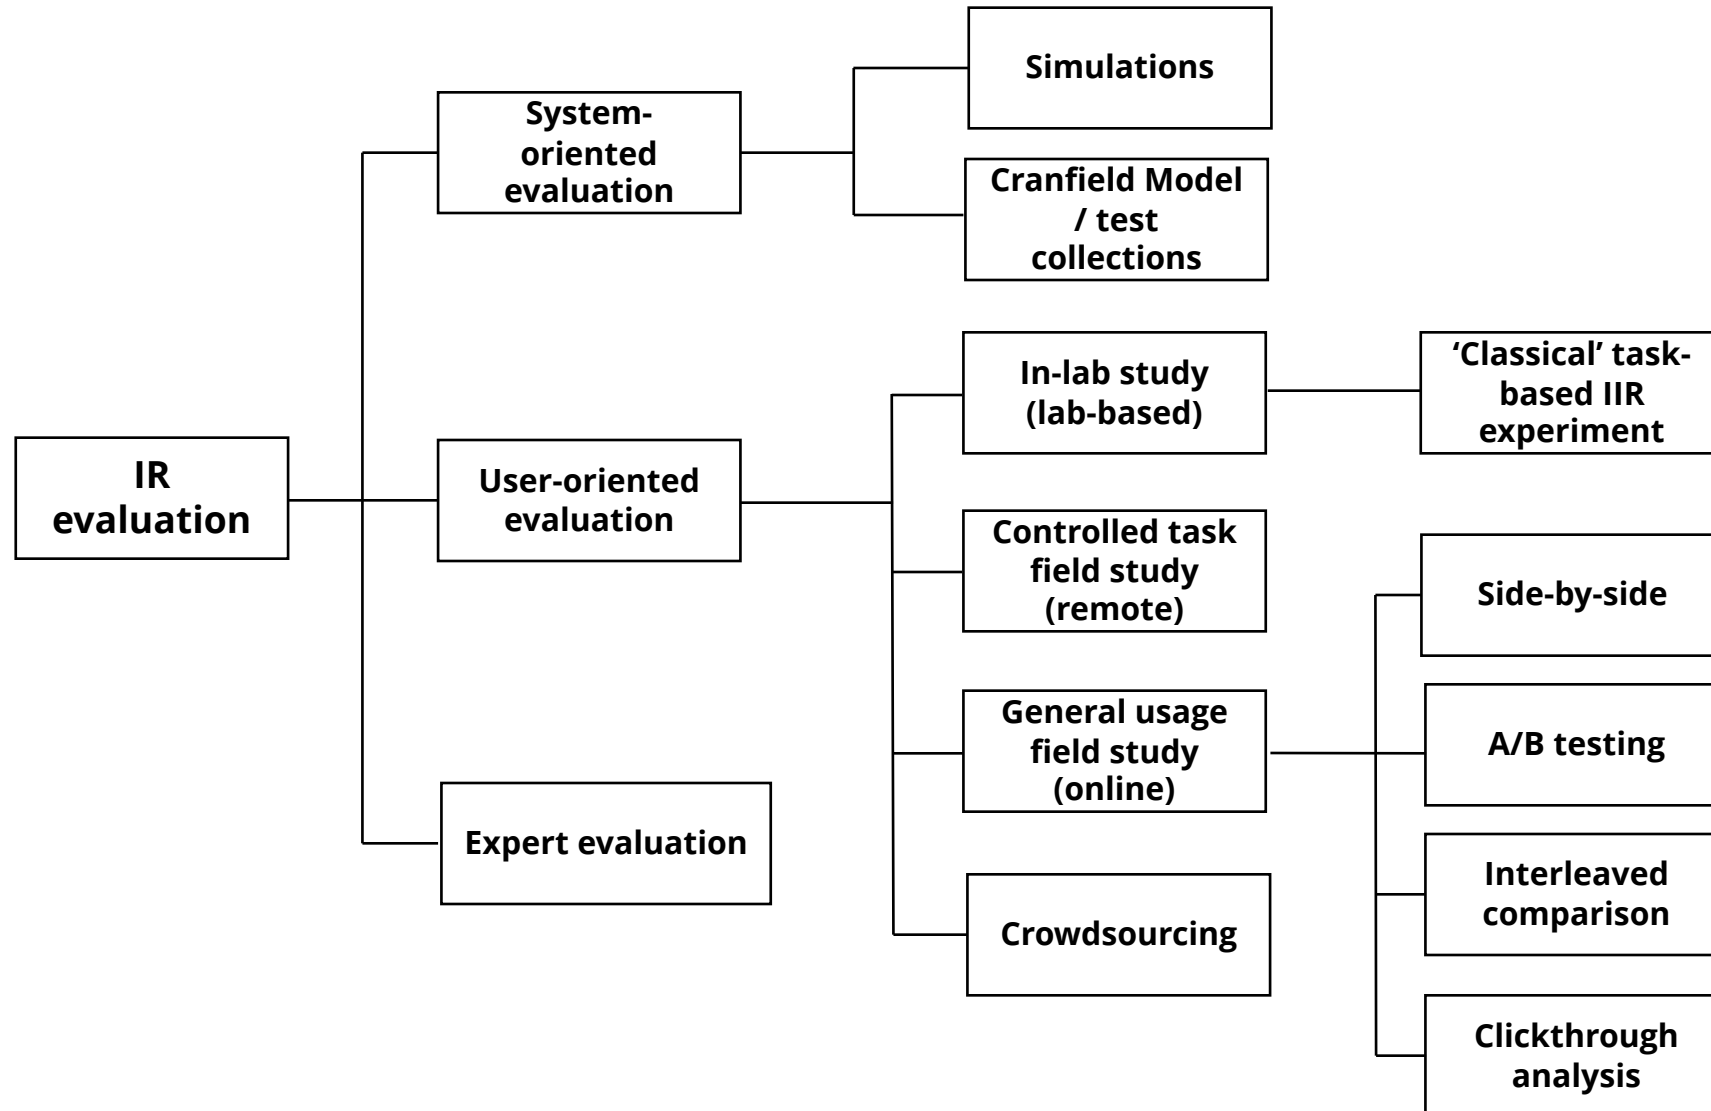 Simulations
System-
oriented
evaluation
Cranfield Model
/ test
collections
In-lab study
(lab-based)
‘Classical’ task-
based IIR
experiment
IR
evaluation
User-oriented
evaluation
Controlled task
field study
(remote)
Side-by-side
General usage
field study
(online)
A/B testing
Expert evaluation
Interleaved
comparison
Crowdsourcing
Clickthrough
analysis